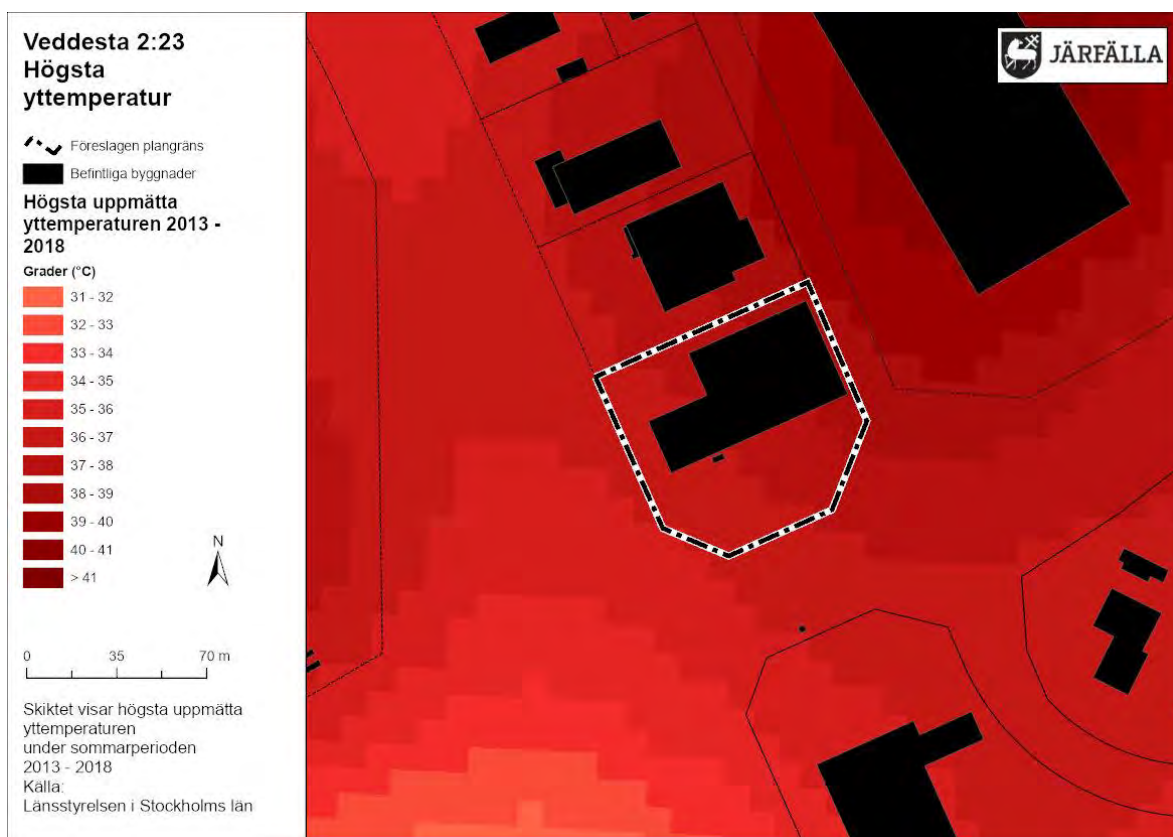 Veddesta 2:23
Högsta
yttemperatur
Föreslagen plangräns
Befintliga byggnader
Högsta uppmätta
yttemperaturen 2013 -
2018
Grader (°C)
31 - 32
32 - 33
33 - 34
34 - 35
35 - 36
36 - 37
37 - 38
38 - 39
39 - 40
40 - 41
> 41
N
0 35 70 m
Skiktet visar högsta uppmätta
yttemperaturen
under sommarperioden
2013 - 2018
Källa:
Länsstyrelsen i Stockholms län
JÄRFÄLLA